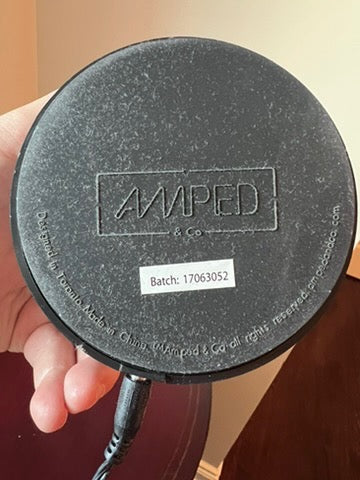 AMPED
& Co
Batch: 17063052
Designed in Toronto. Made in China. Amped & Co all rights reserved. ampedandco.com